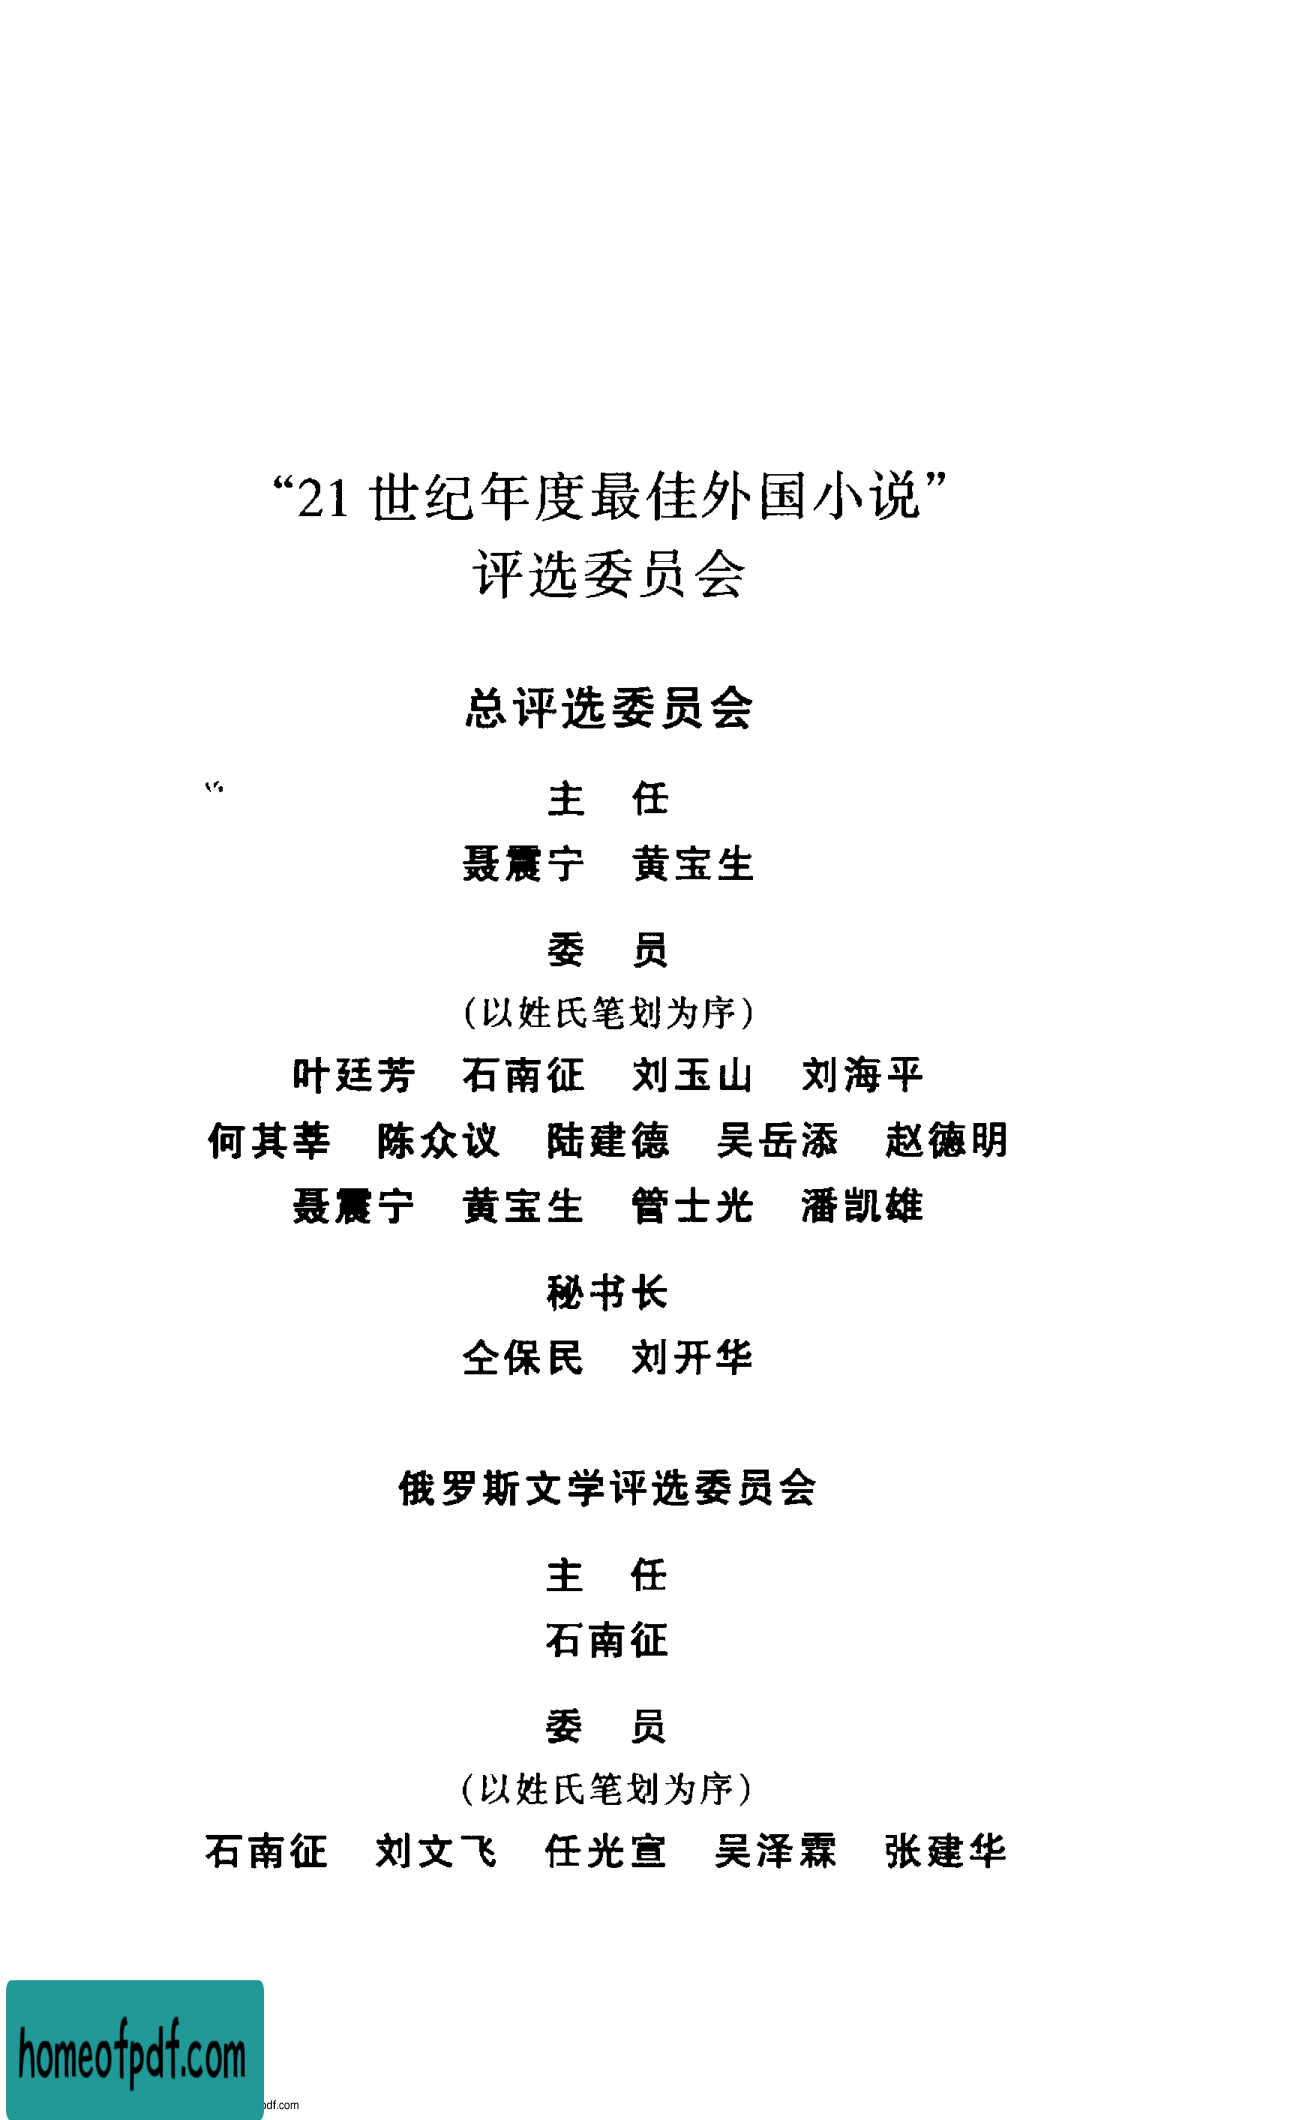 “21 世纪年度最佳外国小说”
评选委员会
总评选委员会
主　任
聂震宁　黄宝生
委　员
（以姓氏笔划为序）
叶廷芳　石南征　刘玉山　刘海平
何其莘　陈众议　陆建德　吴岳添　赵德明
聂震宁　黄宝生　管士光　潘凯雄
秘书长
仝保民　刘开华
俄罗斯文学评选委员会
主　任
石南征
委　员
（以姓氏笔划为序）
石南征　刘文飞　任光宣　吴泽霖　张建华
homeofpdf.com
pdf.com